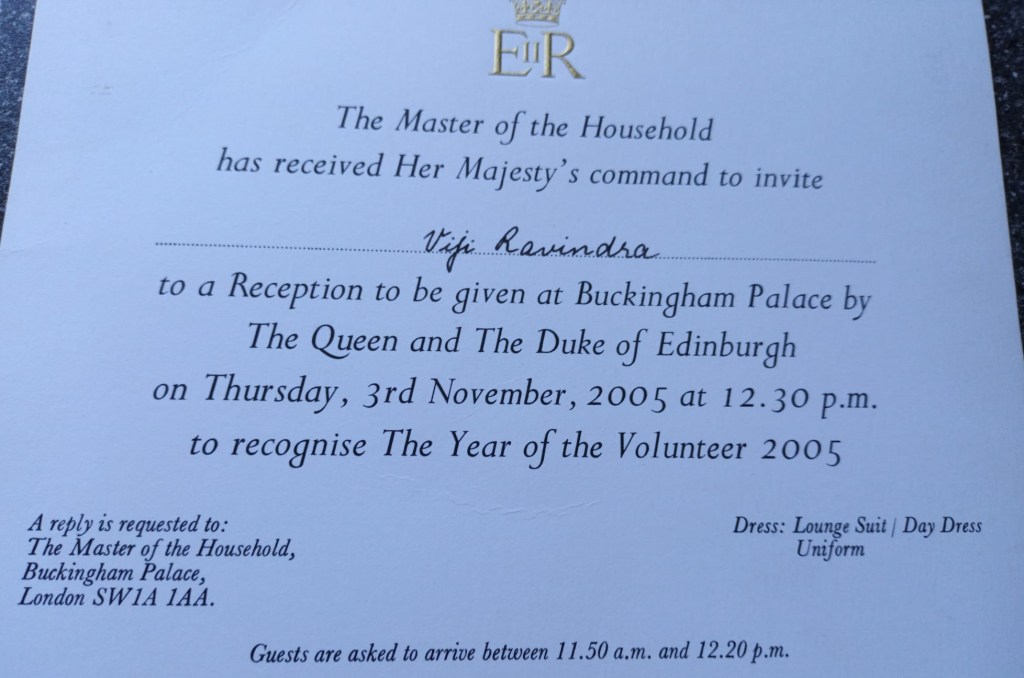 EIIR
The Master of the Household
has received Her Majesty's command to invite
Viji Ravindra
to a Reception to be given at Buckingham Palace by
The Queen and The Duke of Edinburgh
on Thursday, 3rd November, 2005 at 12.30 p.m.
to recognise The Year of the Volunteer 2005
A reply is requested to:
The Master of the Household,
Buckingham Palace,
London SW1A 1AA.
Dress: Lounge Suit / Day Dress
Uniform
Guests are asked to arrive between 11.50 a.m. and 12.20 p.m.